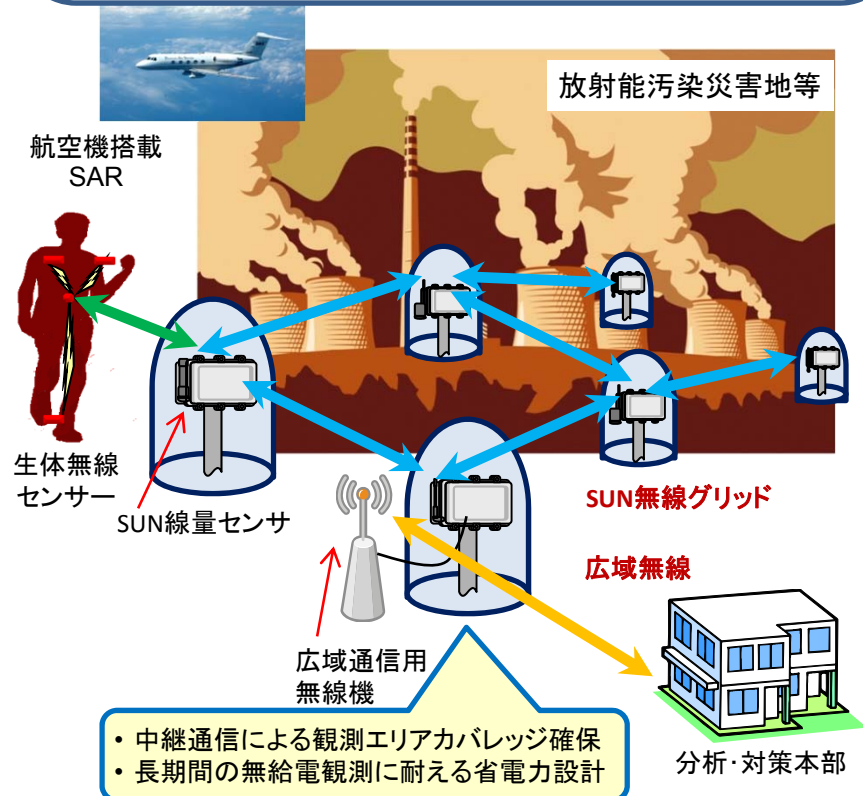 放射能汚染災害地等
航空機搭載
SAR
生体無線
センサー
SUN線量センサ
SUN無線グリッド
広域無線
広域通信用
無線機
• 中継通信による観測エリアカバレッジ確保
• 長期間の無給電観測に耐える省電力設計
分析・対策本部